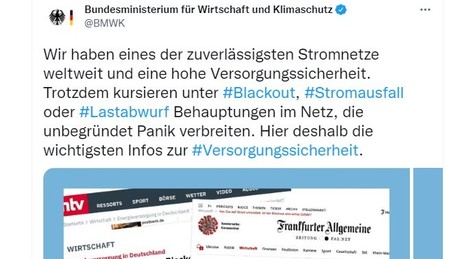 Bundesministerium für Wirtschaft und Klimaschutz
@BMWK
Wir haben eines der zuverlässigsten Stromnetze
weltweit und eine hohe Versorgungssicherheit.
Trotzdem kursieren unter #Blackout, #Stromausfall
oder #Lastabwurf Behauptungen im Netz, die
unbegründet Panik verbreiten. Hier deshalb die
wichtigsten Infos zur #Versorgungssicherheit.
ntv
RESSORTS SPORT BÖRSE WETTER
WIRTSCHAFT
Frankfurter Allgemeine
FAZ.NET